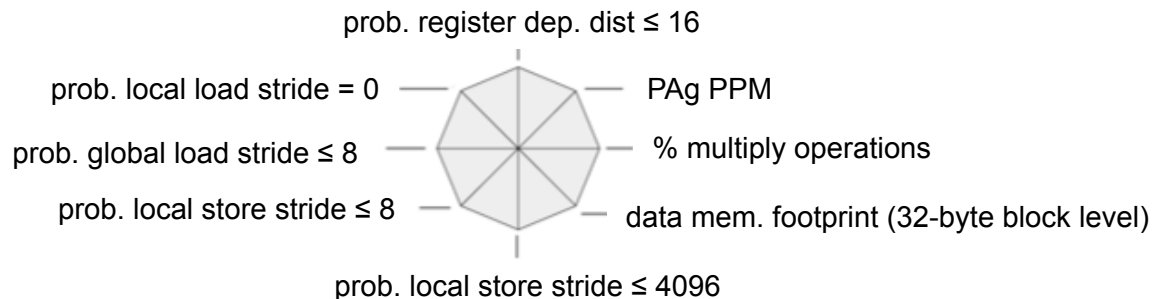 prob. register dep. dist ≤ 16
prob. local load stride = 0
PAg PPM
prob. global load stride ≤ 8
% multiply operations
prob. local store stride ≤ 8
data mem. footprint (32-byte block level)
prob. local store stride ≤ 4096